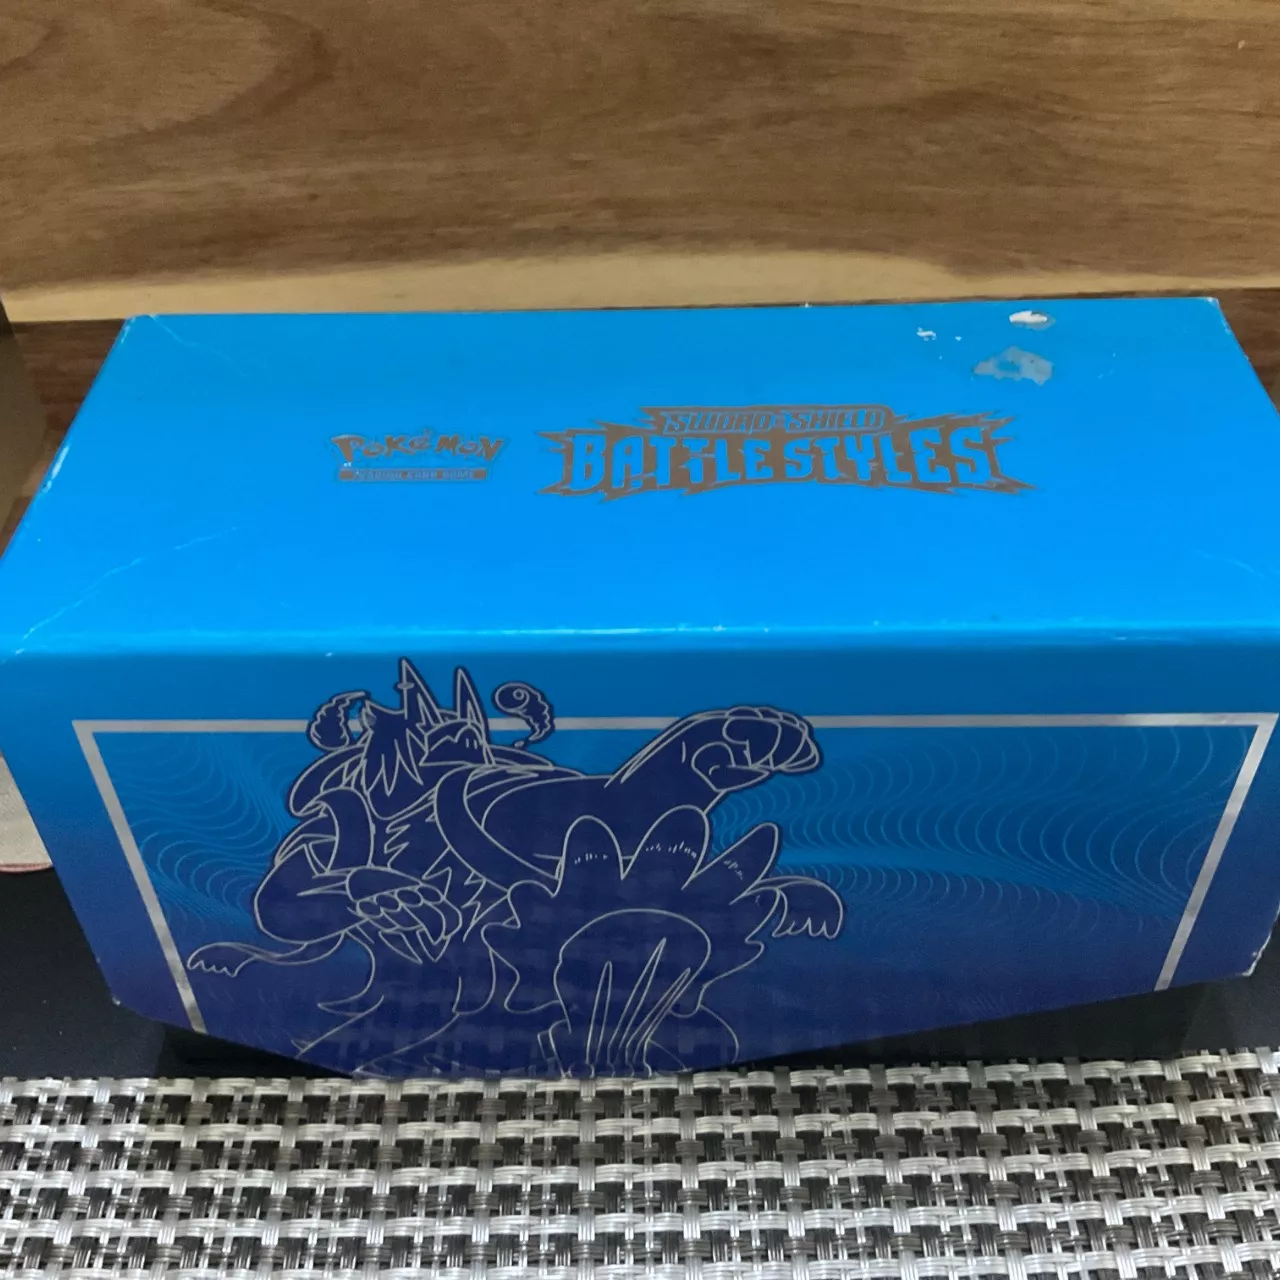 POKéMON
TRADING CARD GAME
SWORD & SHIELD
BATTLE STYLES